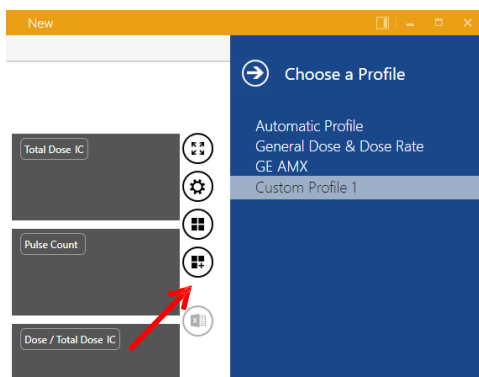 New
Choose a Profile
Automatic Profile
General Dose & Dose Rate
GE AMX
Custom Profile 1
Total Dose IC
Pulse Count
Dose / Total Dose IC